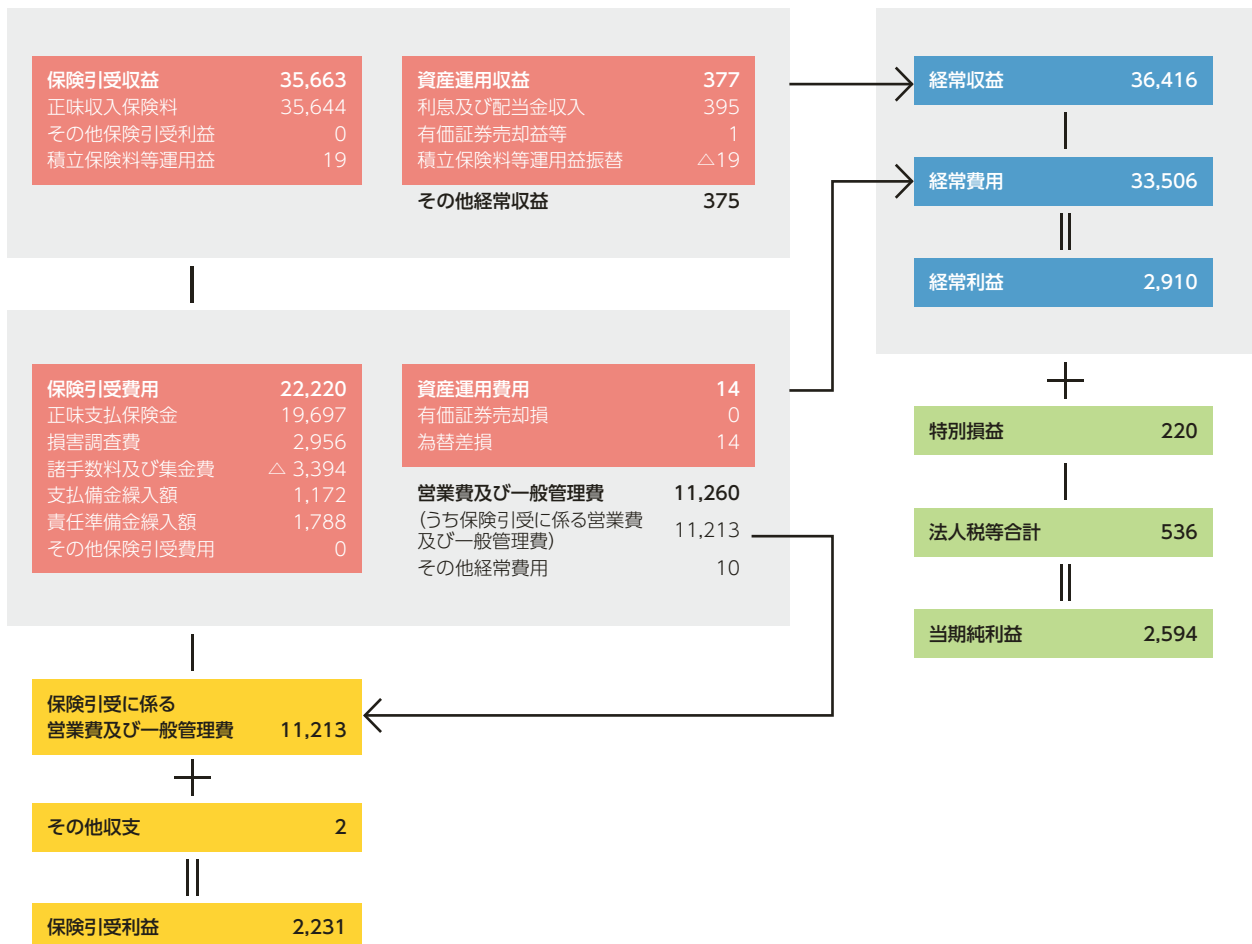 保険引受収益 35,663
正味収入保険料 35,644
その他保険引受利益 0
積立保険料等運用益 19
資産運用収益 377
利息及び配当金収入 395
有価証券売却益等 1
積立保険料等運用益振替 △19
その他経常収益 375
保険引受費用 22,220
正味支払保険金 19,697
損害調査費 2,956
諸手数料及び集金費 △ 3,394
支払備金繰入額 1,172
責任準備金繰入額 1,788
その他保険引受費用 0
資産運用費用 14
有価証券売却損 0
為替差損 14
営業費及び一般管理費 11,260
(うち保険引受に係る営業費
及び一般管理費) 11,213
その他経常費用 10
保険引受に係る
営業費及び一般管理費 11,213
その他収支 2
保険引受利益 2,231
経常収益 36,416
経常費用 33,506
経常利益 2,910
特別損益 220
法人税等合計 536
当期純利益 2,594